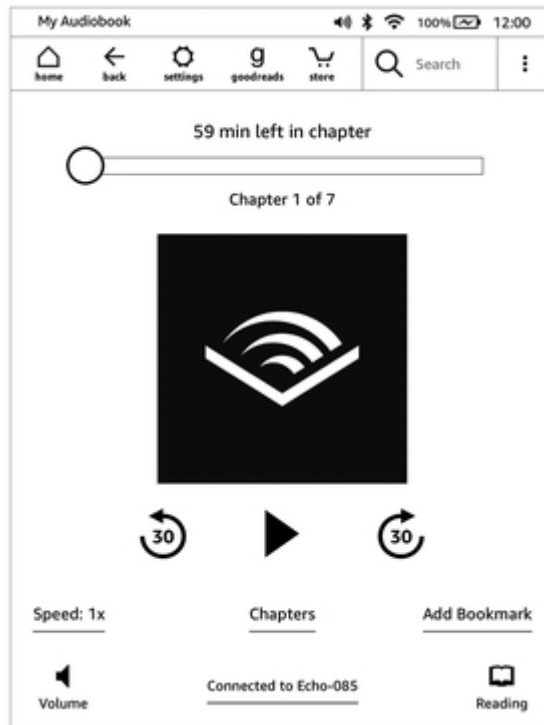 My Audiobook 100% 12:00
home back settings goodreads store Search
59 min left in chapter
Chapter 1 of 7
30 30
Speed: 1x Chapters Add Bookmark
Volume Connected to Echo-085 Reading